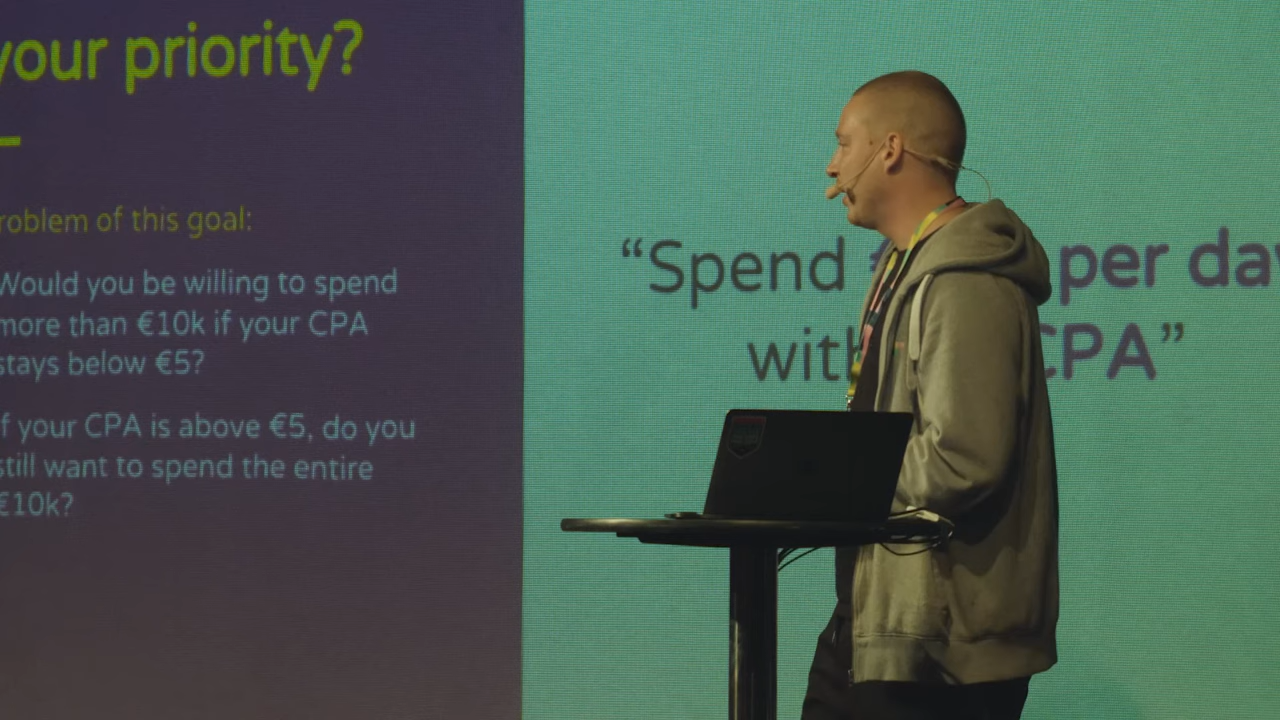 your priority?
roblem of this goal:
Would you be willing to spend
more than €10k if your CPA
stays below €5?
f your CPA is above €5, do you
still want to spend the entire
€10k?
“Spend per day
with CPA”